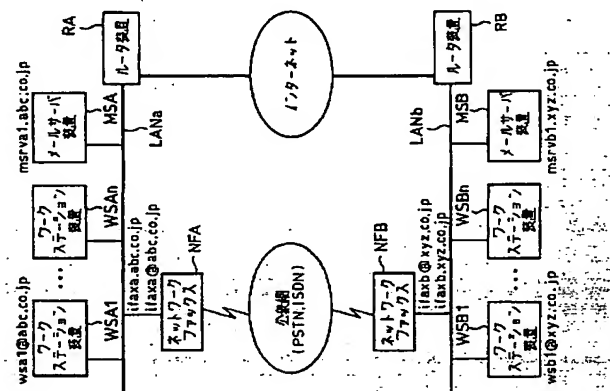 wsa1@abc.co.jp
ワーク
ステーション
装置
WSA1
…
ワーク
ステーション
装置
WSAn
msrva1.abc.co.jp
メールサーバ
装置
MSA
RA
ルータ装置
LANa
ifaxa.abc.co.jp
ifaxa@abc.co.jp
ネットワーク
ファックス
NFA
公衆網
(PSTN,ISDN)
インターネット
ネットワーク
ファックス
NFB
ifaxb@xyz.co.jp
ifaxb.xyz.co.jp
LANb
WSB1
ワーク
ステーション
装置
wsb1@xyz.co.jp
…
WSBn
ワーク
ステーション
装置
MSB
メールサーバ
装置
msrvb1.xyz.co.jp
ルータ装置
RB